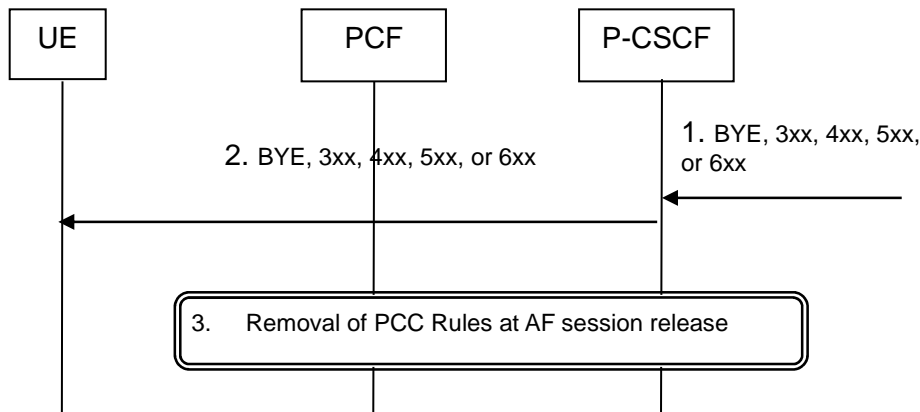 UE
PCF
P-CSCF
1. BYE, 3xx, 4xx, 5xx,
or 6xx
2. BYE, 3xx, 4xx, 5xx, or 6xx
3. Removal of PCC Rules at AF session release